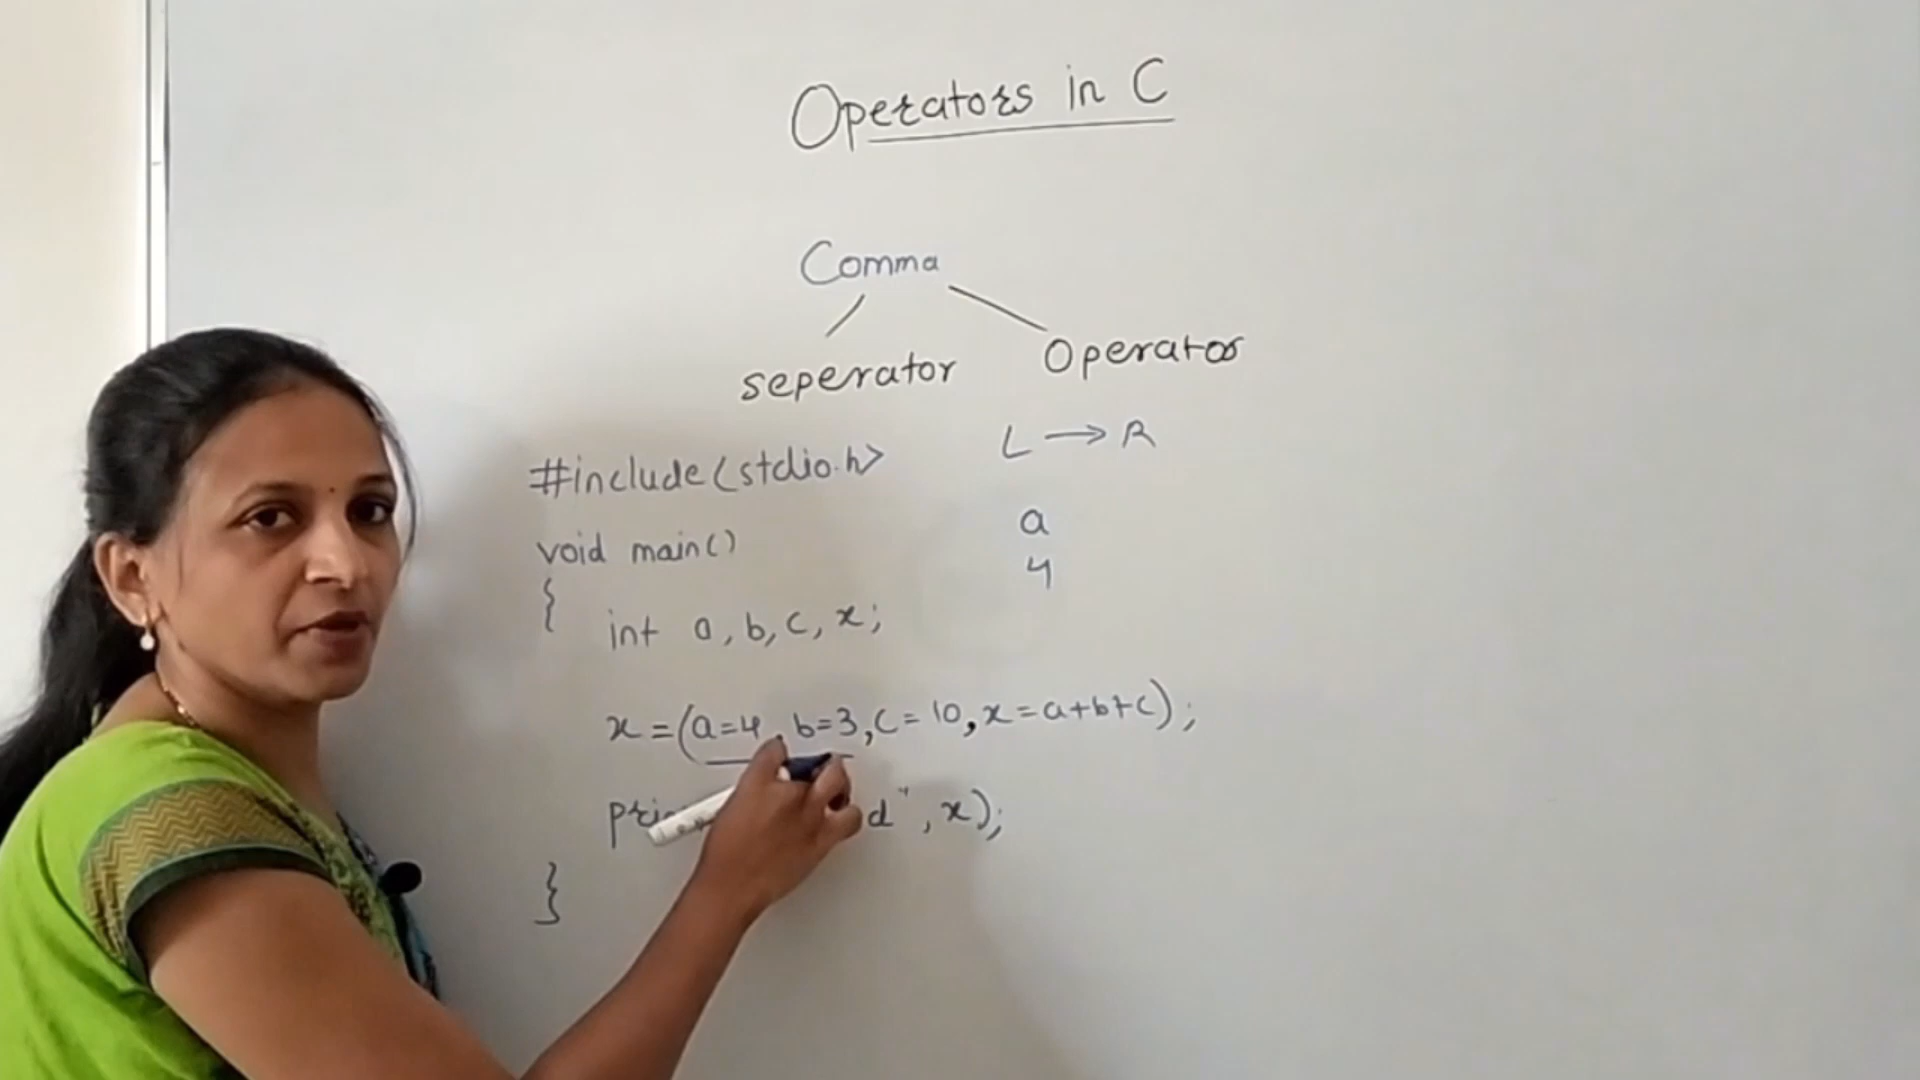 Operators in C
Comma
seperator Operator
L → R
#include(stdio.h>
a
void main()
4
{
int a, b, c, x;
x = (a=4, b=3, c=10, x=a+b+c);
d", x);
}